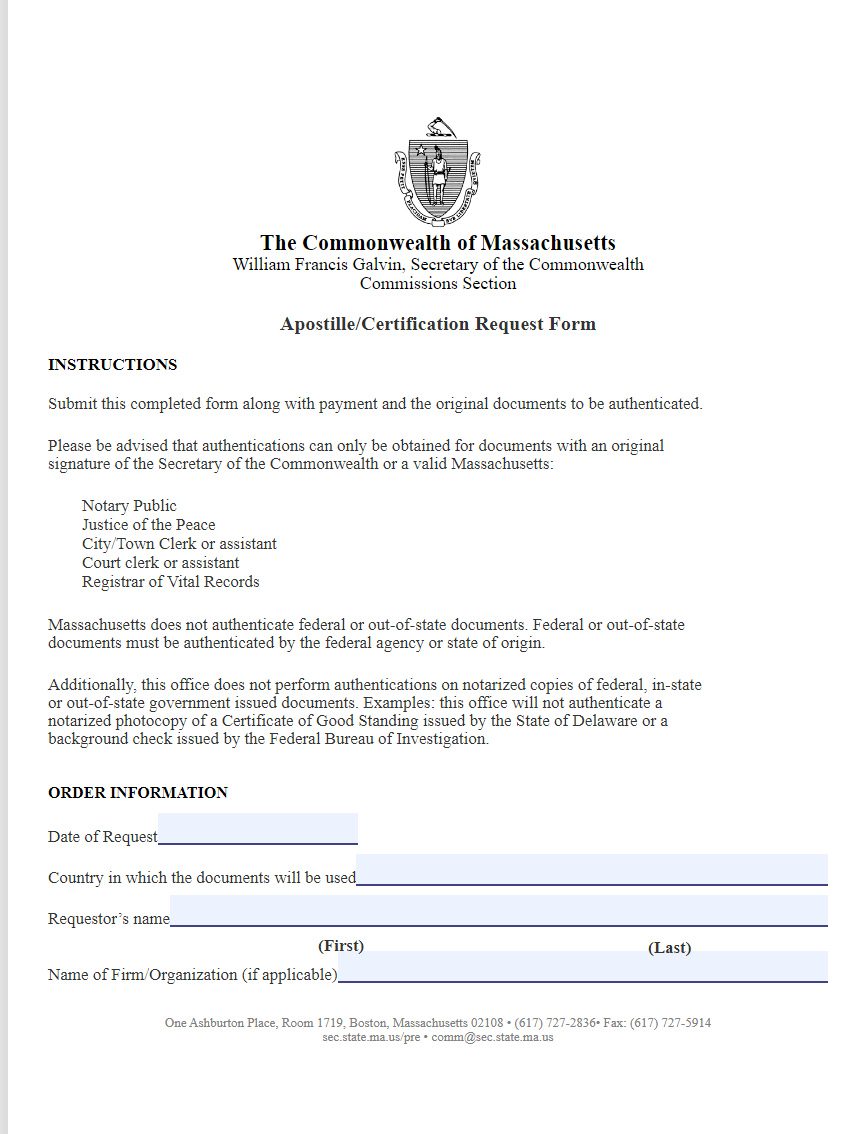 The Commonwealth of Massachusetts
William Francis Galvin, Secretary of the Commonwealth
Commissions Section
Apostille/Certification Request Form
INSTRUCTIONS
Submit this completed form along with payment and the original documents to be authenticated.
Please be advised that authentications can only be obtained for documents with an original
signature of the Secretary of the Commonwealth or a valid Massachusetts:
Notary Public
Justice of the Peace
City/Town Clerk or assistant
Court clerk or assistant
Registrar of Vital Records
Massachusetts does not authenticate federal or out-of-state documents. Federal or out-of-state
documents must be authenticated by the federal agency or state of origin.
Additionally, this office does not perform authentications on notarized copies of federal, in-state
or out-of-state government issued documents. Examples: this office will not authenticate a
notarized photocopy of a Certificate of Good Standing issued by the State of Delaware or a
background check issued by the Federal Bureau of Investigation.
ORDER INFORMATION
Date of Request
Country in which the documents will be used
Requestor’s name
(First) (Last)
Name of Firm/Organization (if applicable)
One Ashburton Place, Room 1719, Boston, Massachusetts 02108 • (617) 727-2836• Fax: (617) 727-5914
sec.state.ma.us/pre • comm@sec.state.ma.us